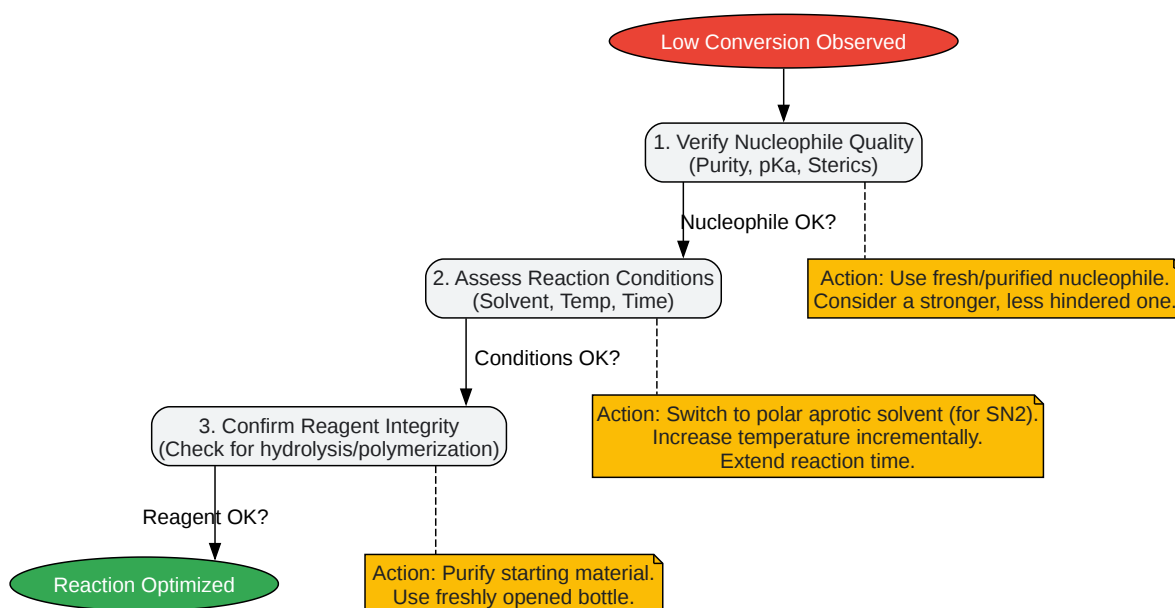 Low Conversion Observed
1. Verify Nucleophile Quality
(Purity, pKa, Sterics)
Nucleophile OK?
2. Assess Reaction Conditions
(Solvent, Temp, Time)
Action: Use fresh/purified nucleophile.
Consider a stronger, less hindered one.
Conditions OK?
3. Confirm Reagent Integrity
(Check for hydrolysis/polymerization)
Action: Switch to polar aprotic solvent (for SN2).
Increase temperature incrementally.
Extend reaction time.
Reagent OK?
Reaction Optimized
Action: Purify starting material.
Use freshly opened bottle.